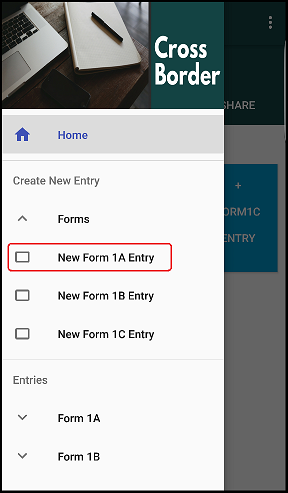 Cross
Border
SHARE
Home
Create New Entry
Forms
+
ORM1C
ENTRY
New Form 1A Entry
New Form 1B Entry
New Form 1C Entry
Entries
Form 1A
Form 1B